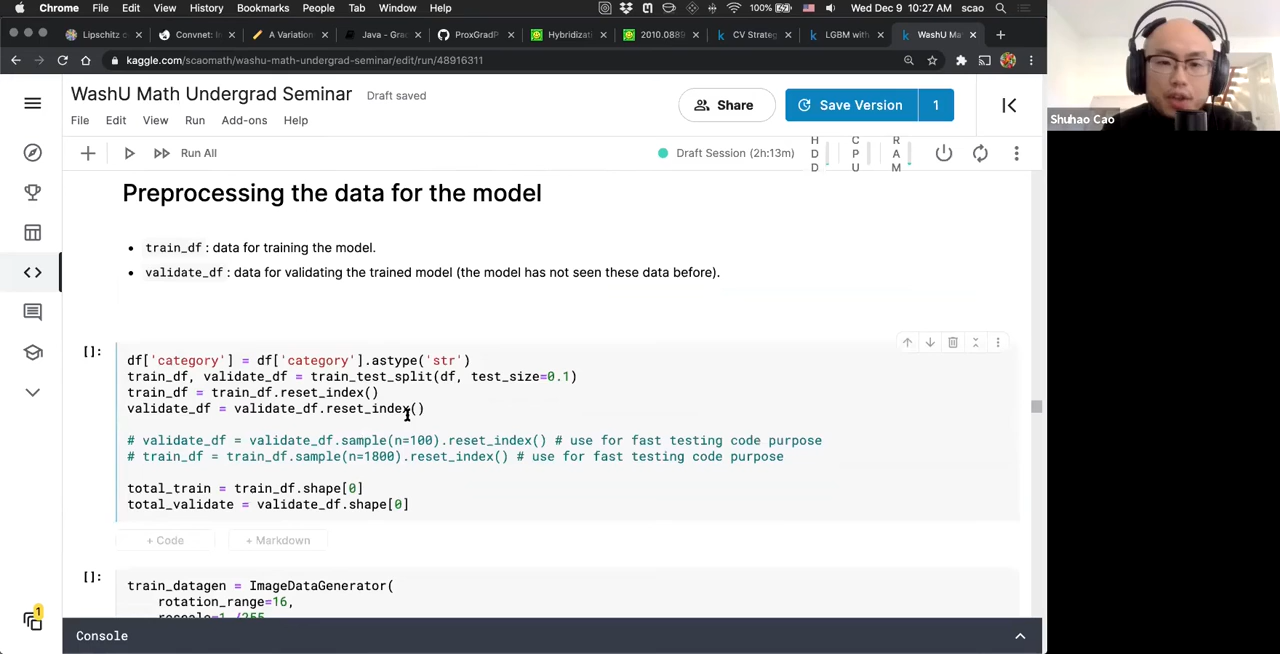 Chrome File Edit View History Bookmarks People Tab Window Help 100% Wed Dec 9 10:27 AM scao
Lipschitz c Convnet: In A Variation Java - Gra ProxGradP Hybridizati 2010.0889 CV Strateg LGBM with WashU Ma
kaggle.com/scaomath/washu-math-undergrad-seminar/edit/run/48916311
WashU Math Undergrad Seminar Draft saved
Share Save Version 1
File Edit View Run Add-ons Help
Run All Draft Session (2h:13m) HDD CPU RAM
Shuhao Cao
Preprocessing the data for the model
• train_df : data for training the model.
• validate_df : data for validating the trained model (the model has not seen these data before).
[]:
df['category'] = df['category'].astype('str')
train_df, validate_df = train_test_split(df, test_size=0.1)
train_df = train_df.reset_index()
validate_df = validate_df.reset_index()
# validate_df = validate_df.sample(n=100).reset_index() # use for fast testing code purpose
# train_df = train_df.sample(n=1800).reset_index() # use for fast testing code purpose
total_train = train_df.shape[0]
total_validate = validate_df.shape[0]
+ Code + Markdown
[]:
train_datagen = ImageDataGenerator(
rotation_range=16,
rescale=1./255
1
Console